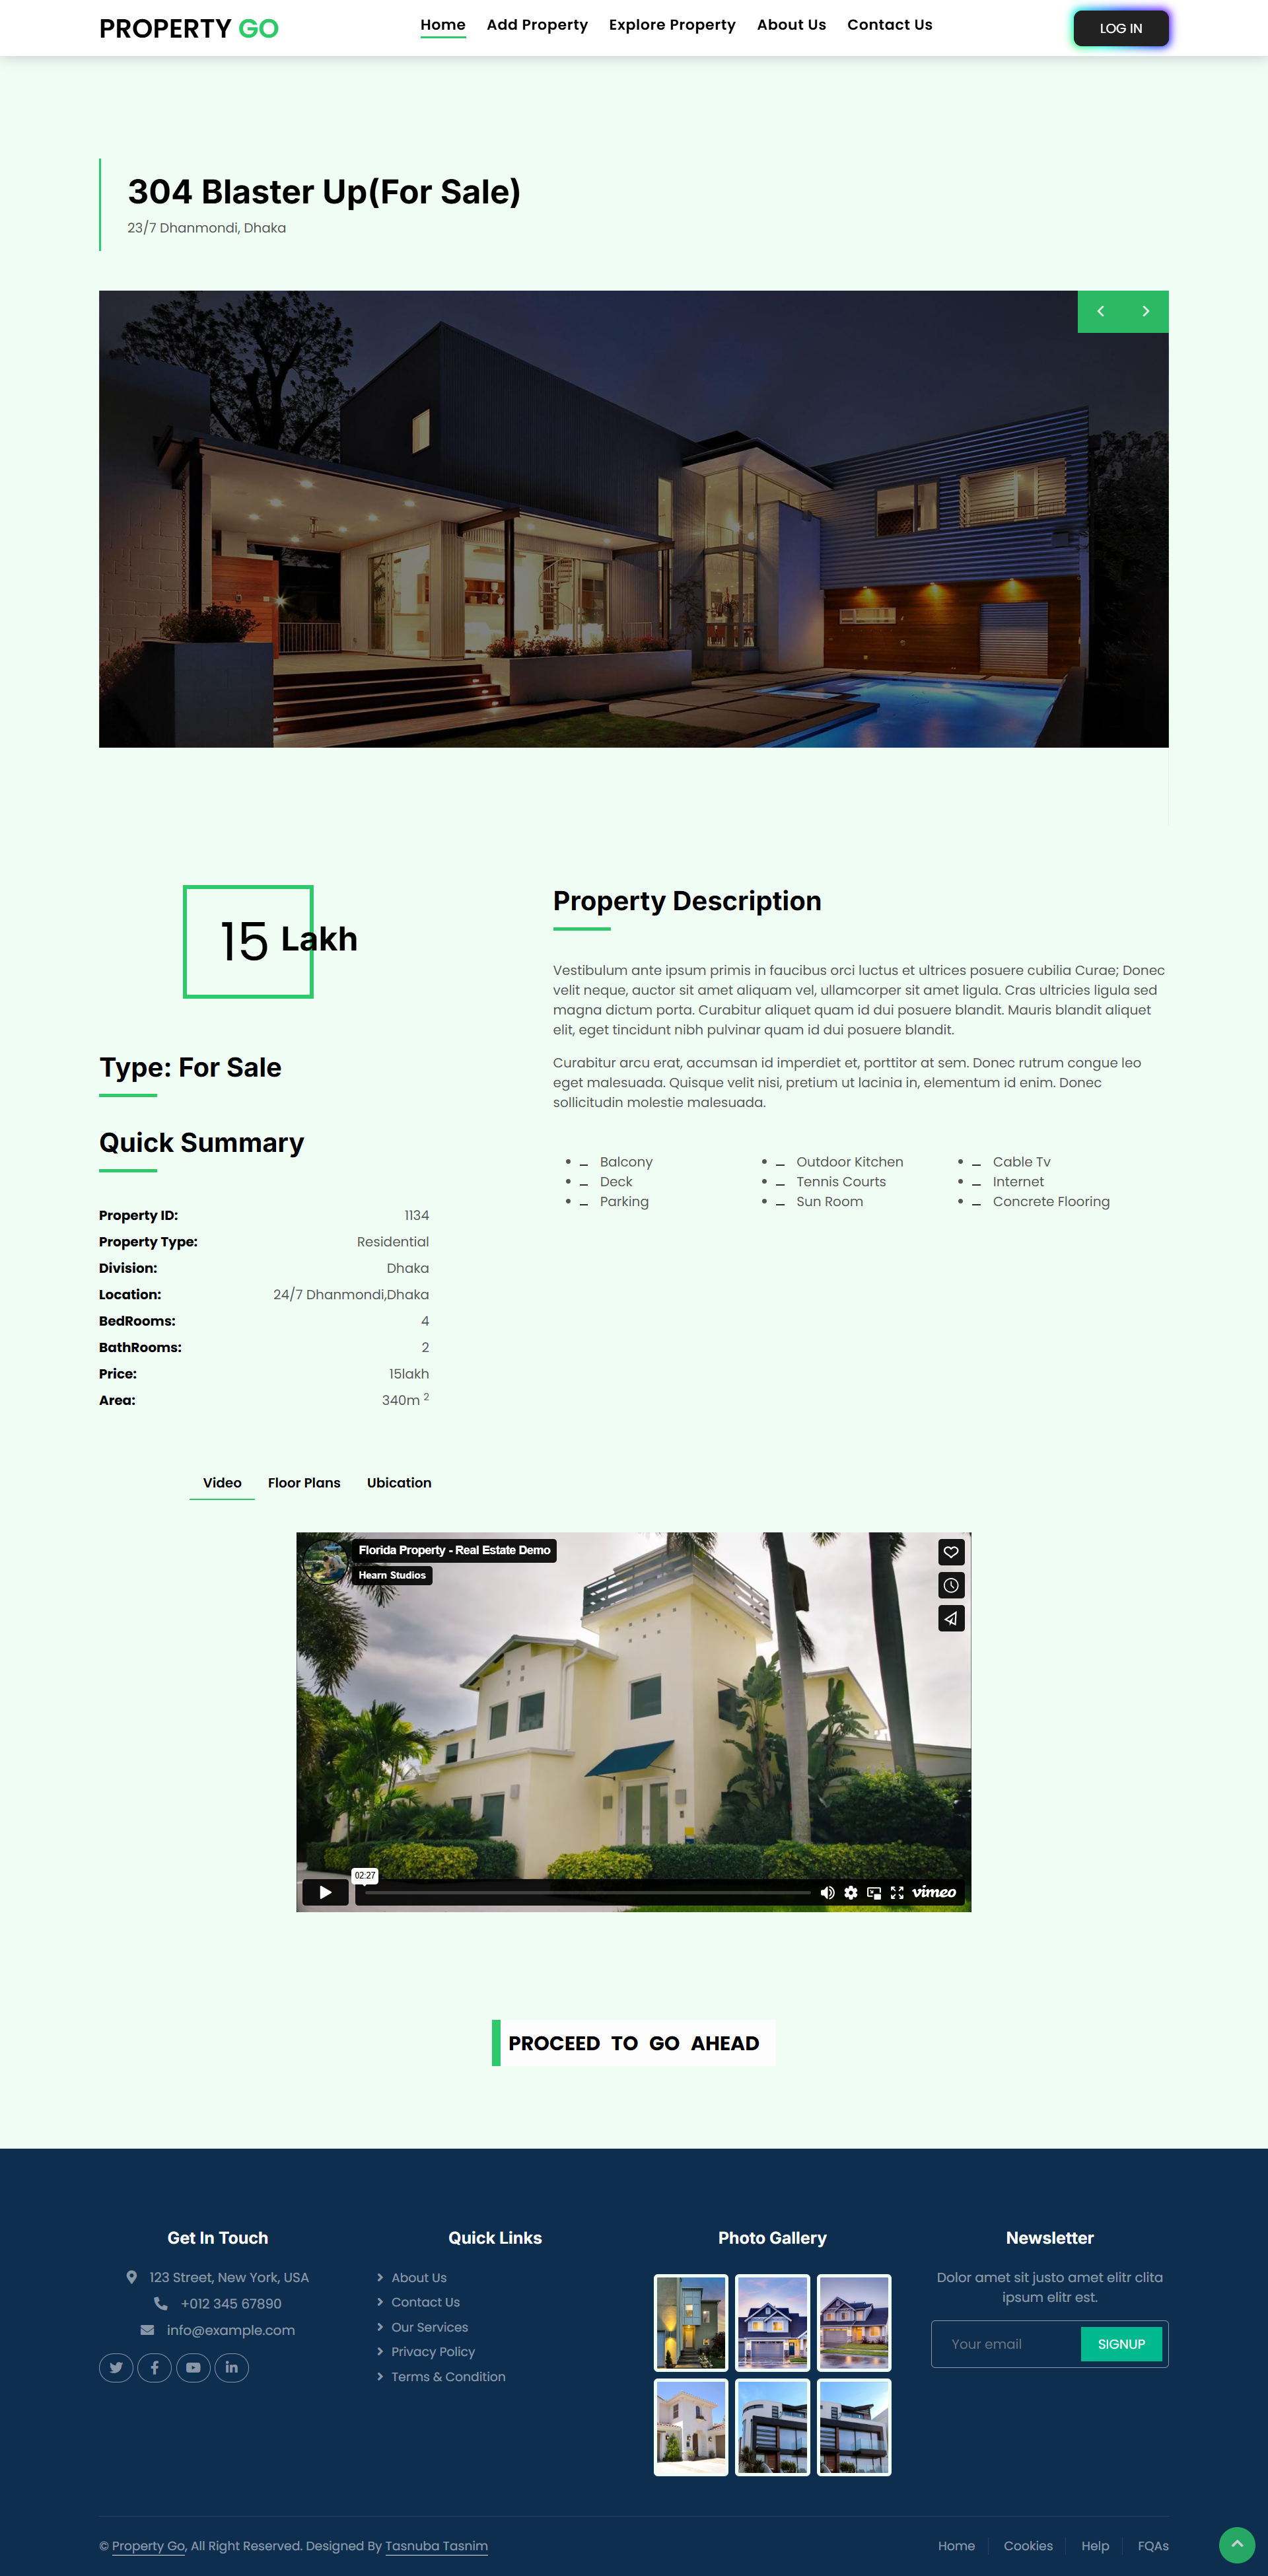 PROPERTY GO
Home Add Property Explore Property About Us Contact Us
LOG IN
304 Blaster Up(For Sale)
23/7 Dhanmondi, Dhaka
15 Lakh
Type: For Sale
Quick Summary
Property ID: 1134
Property Type: Residential
Division: Dhaka
Location: 24/7 Dhanmondi,Dhaka
BedRooms: 4
BathRooms: 2
Price: 15lakh
Area: 340m 2
Property Description
Vestibulum ante ipsum primis in faucibus orci luctus et ultrices posuere cubilia Curae; Donec
velit neque, auctor sit amet aliquam vel, ullamcorper sit amet ligula. Cras ultricies ligula sed
magna dictum porta. Curabitur aliquet quam id dui posuere blandit. Mauris blandit aliquet
elit, eget tincidunt nibh pulvinar quam id dui posuere blandit.
Curabitur arcu erat, accumsan id imperdiet et, porttitor at sem. Donec rutrum congue leo
eget malesuada. Quisque velit nisi, pretium ut lacinia in, elementum id enim. Donec
sollicitudin molestie malesuada.
Balcony
Deck
Parking
Outdoor Kitchen
Tennis Courts
Sun Room
Cable Tv
Internet
Concrete Flooring
Video Floor Plans Ubication
Florida Property - Real Estate Demo
Hearn Studios
02:27
vimeo
PROCEED TO GO AHEAD
Get In Touch
123 Street, New York, USA
+012 345 67890
info@example.com
Quick Links
About Us
Contact Us
Our Services
Privacy Policy
Terms & Condition
Photo Gallery
Newsletter
Dolor amet sit justo amet elitr clita
ipsum elitr est.
Your email
SIGNUP
© Property Go, All Right Reserved. Designed By Tasnuba Tasnim
Home Cookies Help FQAs